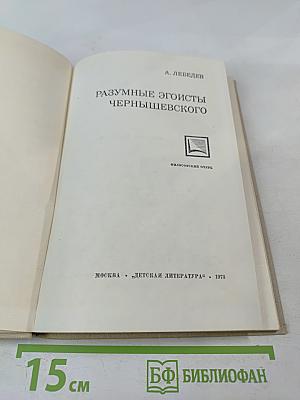 А. ЛЕБЕДЕВ
РАЗУМНЫЕ ЭГОИСТЫ
ЧЕРНЫШЕВСКОГО
ФИЛОСОФСКИЙ ОЧЕРК
МОСКВА • „ДЕТСКАЯ ЛИТЕРАТУРА“ • 1973
15 см
БФ БИБЛИОФАН